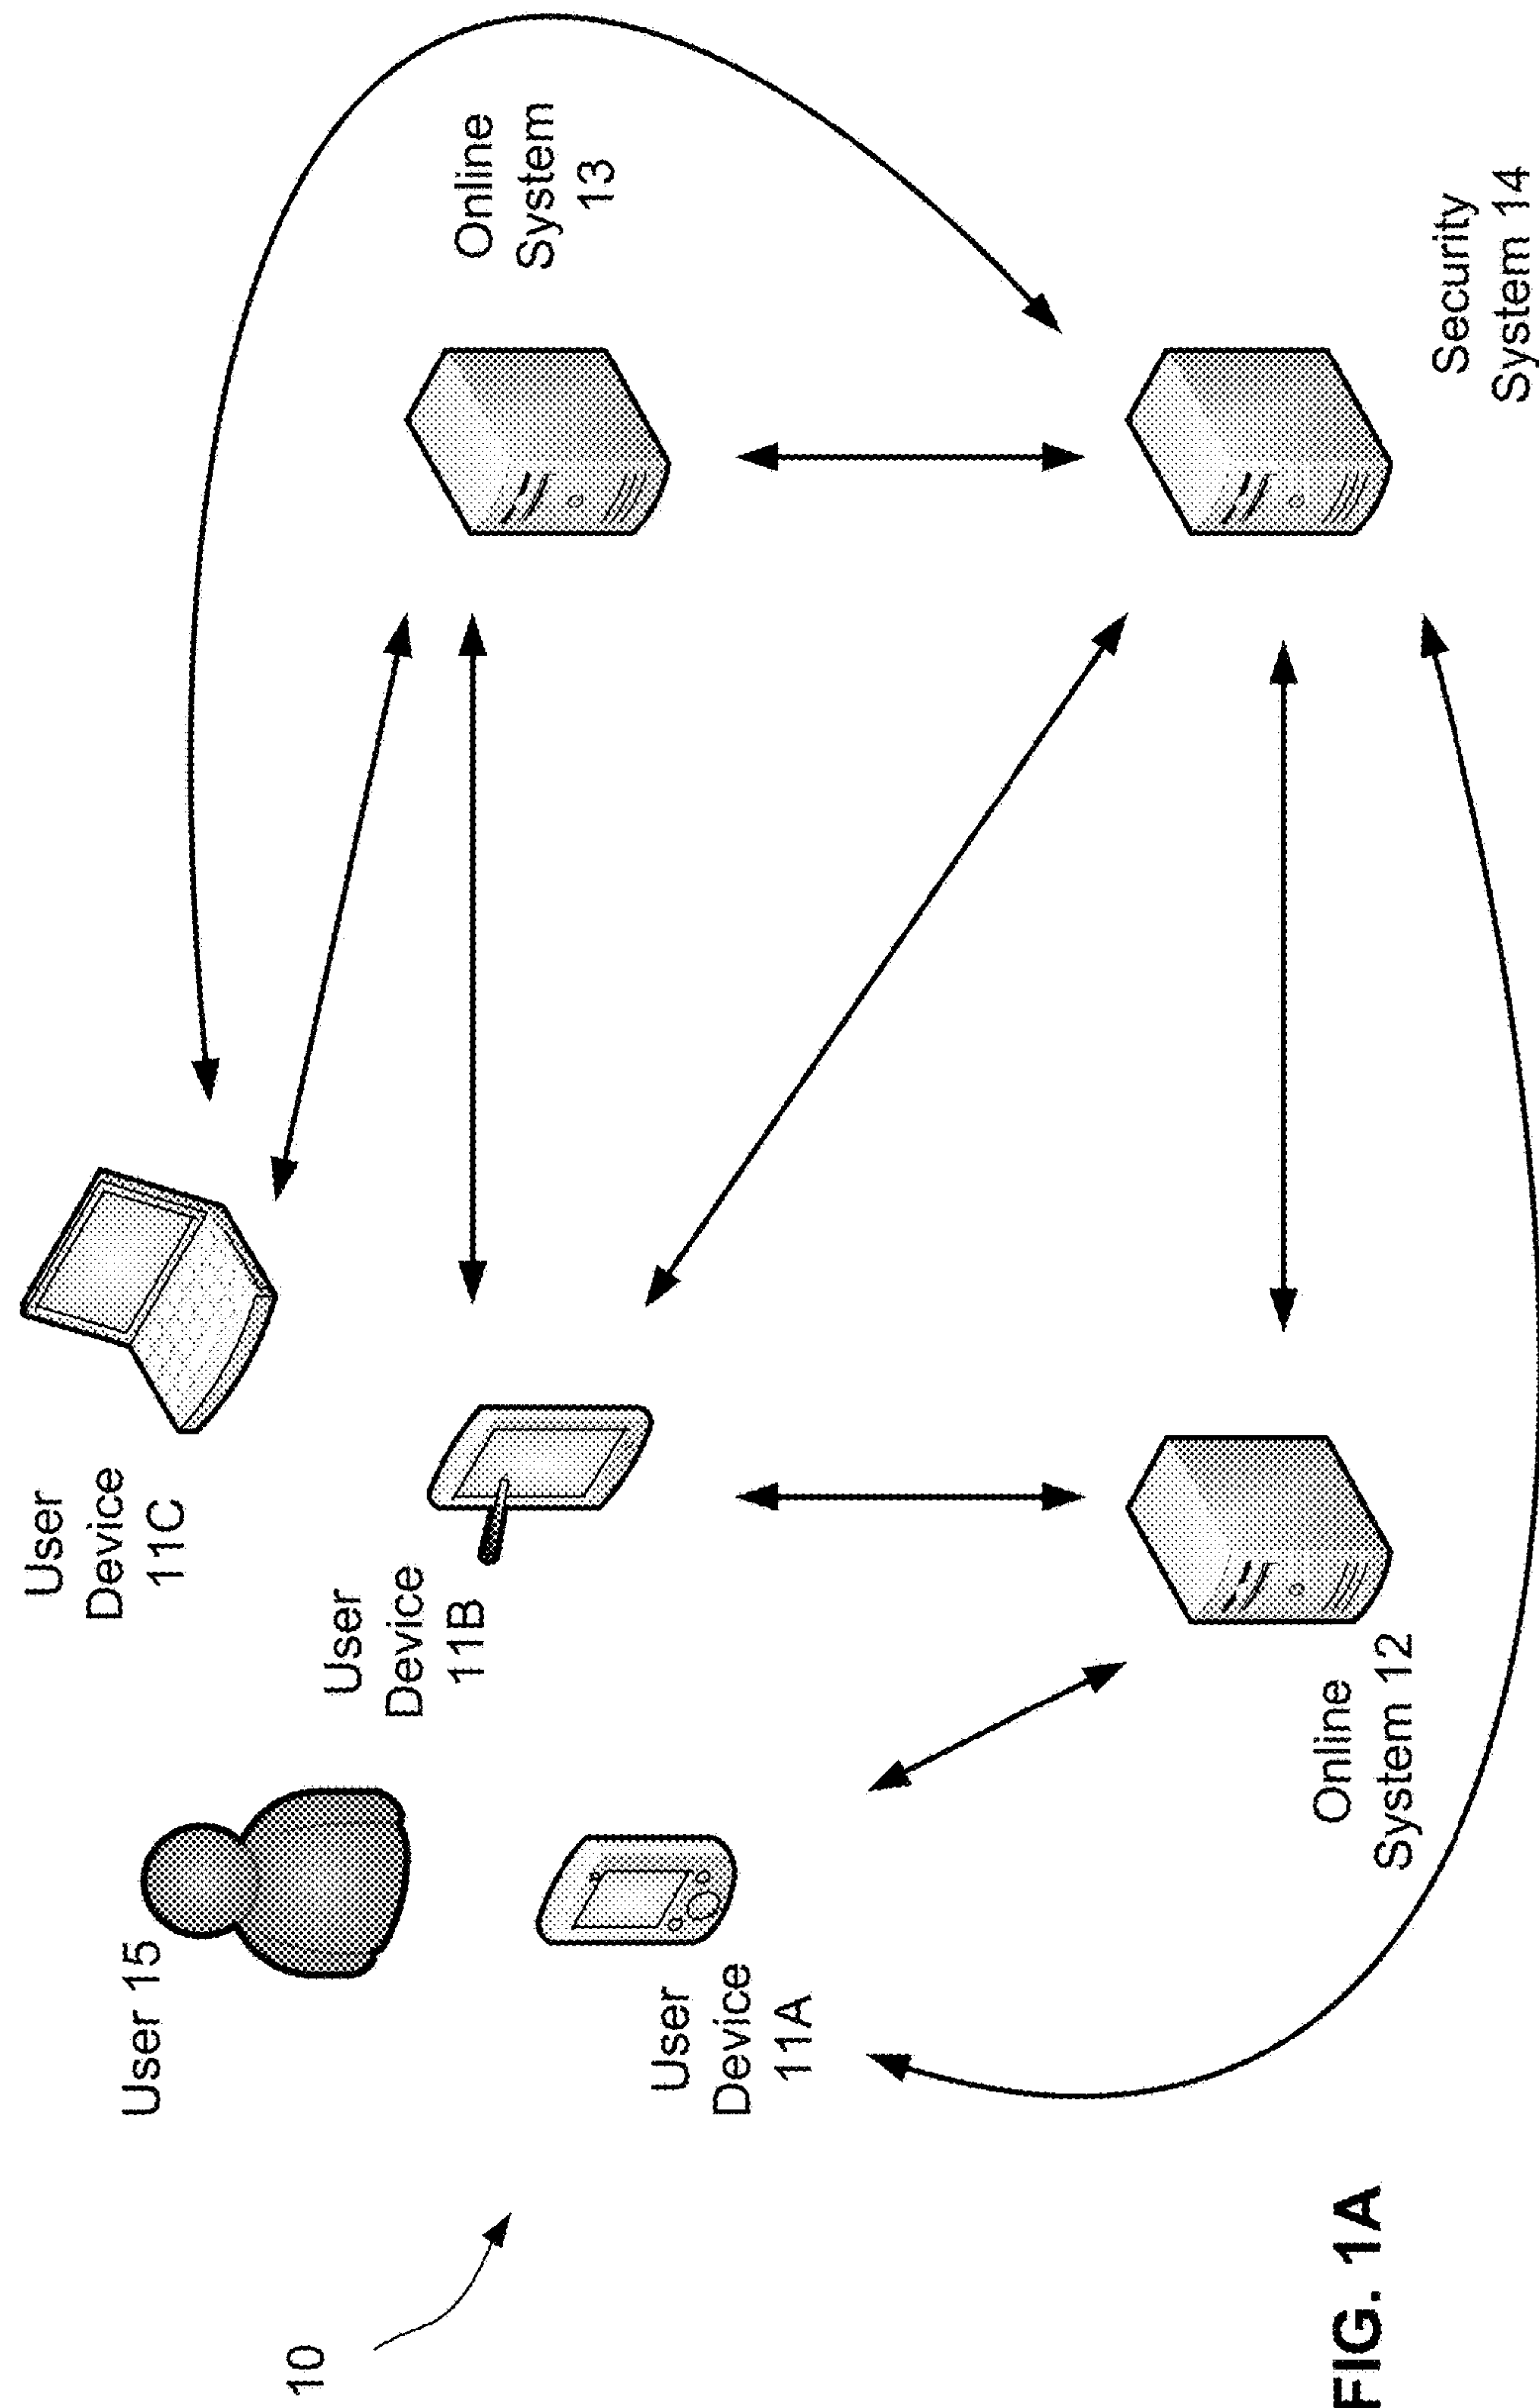 10
User 15
User
Device
11C
User
Device
11B
User
Device
11A
Online
System
13
Online
System 12
Security
System 14
FIG. 1A